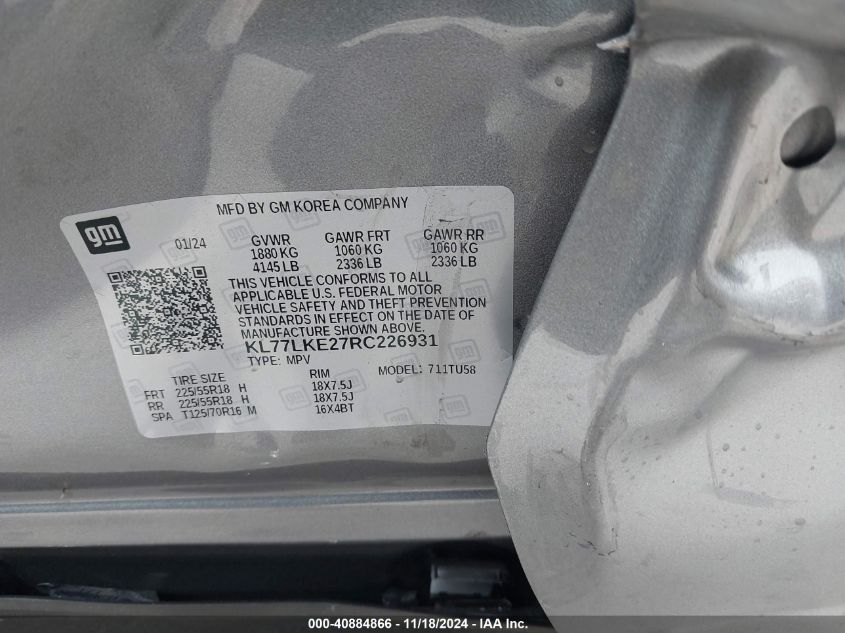 MFD BY GM KOREA COMPANY
gm
01/24
GVWR GAWR FRT GAWR RR
1880 KG 1060 KG 1060 KG
4145 LB 2336 LB 2336 LB
THIS VEHICLE CONFORMS TO ALL
APPLICABLE U.S. FEDERAL MOTOR
VEHICLE SAFETY AND THEFT PREVENTION
STANDARDS IN EFFECT ON THE DATE OF
MANUFACTURE SHOWN ABOVE.
KL77LKE27RC226931
TYPE: MPV MODEL: 711TU58
TIRE SIZE RIM
FRT 225/55R18 H 18X7.5J
RR 225/55R18 H 18X7.5J
SPA T125/70R16 M 16X4BT
000-40884866 - 11/18/2024 - IAA Inc.